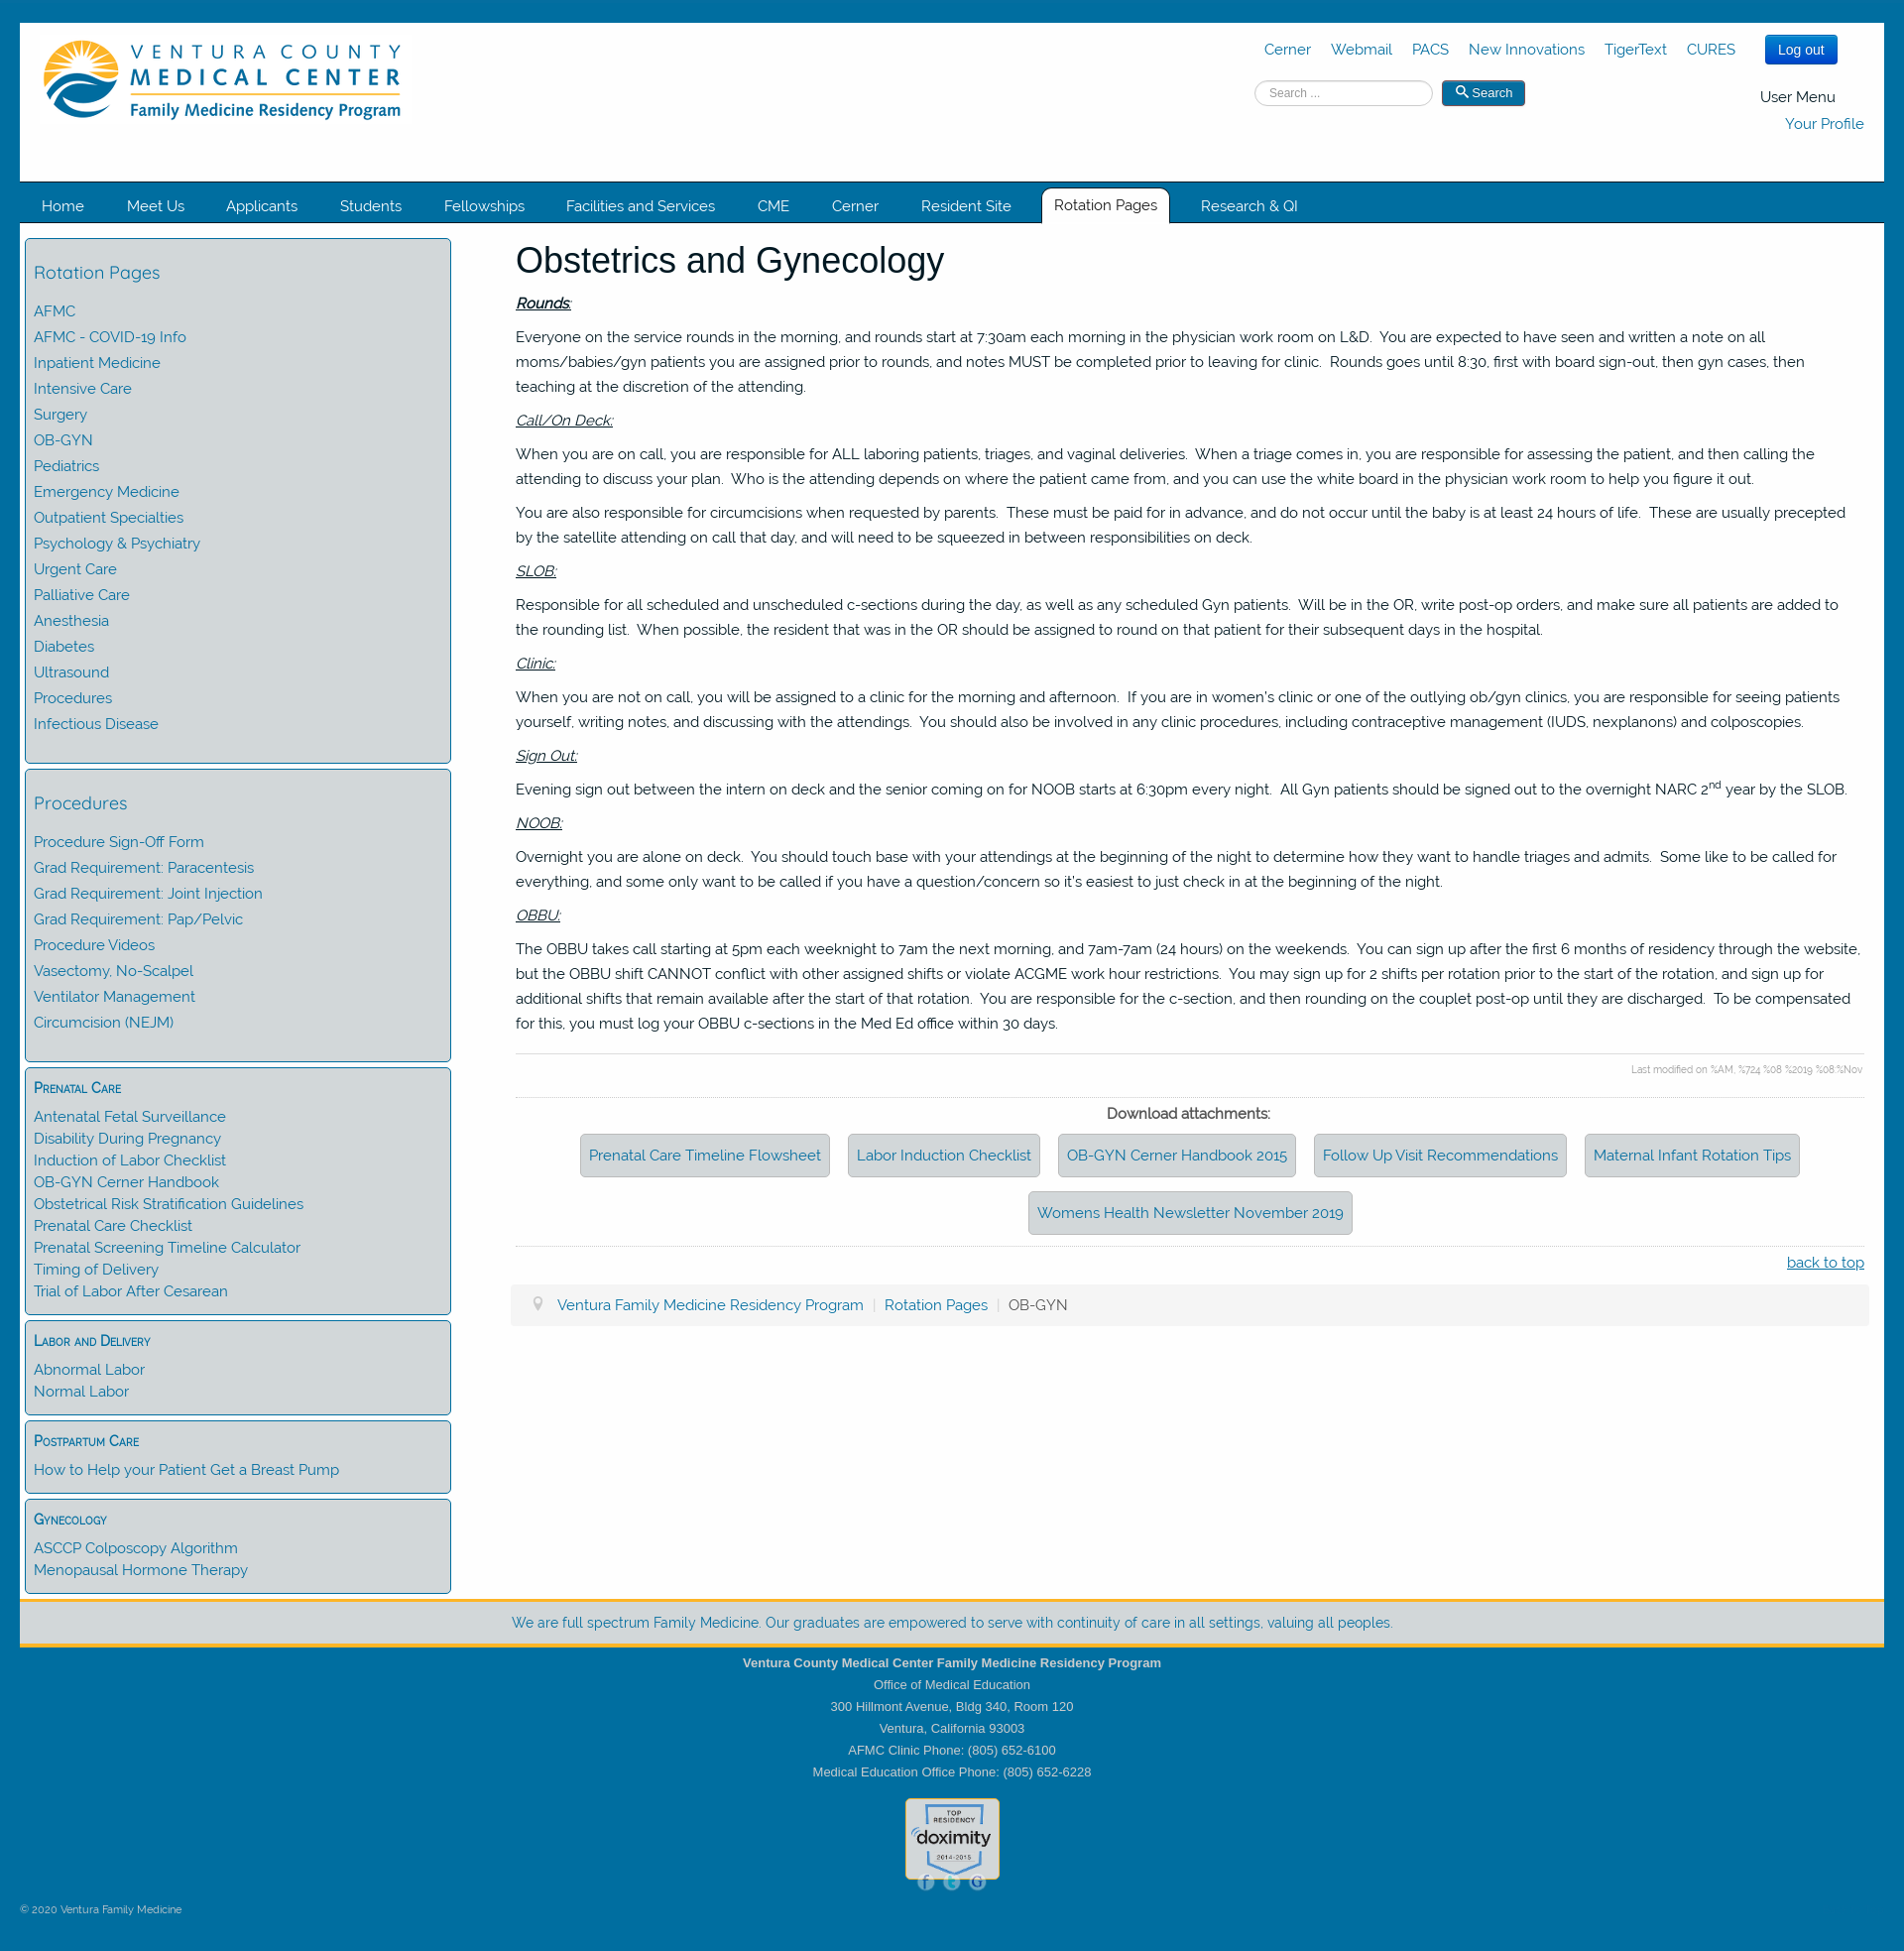 VENTURA COUNTY
MEDICAL CENTER
Family Medicine Residency Program
Cerner Webmail PACS New Innovations TigerText CURES Log out
Search ... Search
User Menu
Your Profile
Home Meet Us Applicants Students Fellowships Facilities and Services CME Cerner Resident Site Rotation Pages Research & QI
Rotation Pages
AFMC
AFMC - COVID-19 Info
Inpatient Medicine
Intensive Care
Surgery
OB-GYN
Pediatrics
Emergency Medicine
Outpatient Specialties
Psychology & Psychiatry
Urgent Care
Palliative Care
Anesthesia
Diabetes
Ultrasound
Procedures
Infectious Disease
Procedures
Procedure Sign-Off Form
Grad Requirement: Paracentesis
Grad Requirement: Joint Injection
Grad Requirement: Pap/Pelvic
Procedure Videos
Vasectomy, No-Scalpel
Ventilator Management
Circumcision (NEJM)
Prenatal Care
Antenatal Fetal Surveillance
Disability During Pregnancy
Induction of Labor Checklist
OB-GYN Cerner Handbook
Obstetrical Risk Stratification Guidelines
Prenatal Care Checklist
Prenatal Screening Timeline Calculator
Timing of Delivery
Trial of Labor After Cesarean
Labor and Delivery
Abnormal Labor
Normal Labor
Postpartum Care
How to Help your Patient Get a Breast Pump
Gynecology
ASCCP Colposcopy Algorithm
Menopausal Hormone Therapy
Obstetrics and Gynecology
Rounds:
Everyone on the service rounds in the morning, and rounds start at 7:30am each morning in the physician work room on L&D. You are expected to have seen and written a note on all
moms/babies/gyn patients you are assigned prior to rounds, and notes MUST be completed prior to leaving for clinic. Rounds goes until 8:30, first with board sign-out, then gyn cases, then
teaching at the discretion of the attending.
Call/On Deck:
When you are on call, you are responsible for ALL laboring patients, triages, and vaginal deliveries. When a triage comes in, you are responsible for assessing the patient, and then calling the
attending to discuss your plan. Who is the attending depends on where the patient came from, and you can use the white board in the physician work room to help you figure it out.
You are also responsible for circumcisions when requested by parents. These must be paid for in advance, and do not occur until the baby is at least 24 hours of life. These are usually precepted
by the satellite attending on call that day, and will need to be squeezed in between responsibilities on deck.
SLOB:
Responsible for all scheduled and unscheduled c-sections during the day, as well as any scheduled Gyn patients. Will be in the OR, write post-op orders, and make sure all patients are added to
the rounding list. When possible, the resident that was in the OR should be assigned to round on that patient for their subsequent days in the hospital.
Clinic:
When you are not on call, you will be assigned to a clinic for the morning and afternoon. If you are in women's clinic or one of the outlying ob/gyn clinics, you are responsible for seeing patients
yourself, writing notes, and discussing with the attendings. You should also be involved in any clinic procedures, including contraceptive management (IUDS, nexplanons) and colposcopies.
Sign Out:
Evening sign out between the intern on deck and the senior coming on for NOOB starts at 6:30pm every night. All Gyn patients should be signed out to the overnight NARC 2nd year by the SLOB.
NOOB:
Overnight you are alone on deck. You should touch base with your attendings at the beginning of the night to determine how they want to handle triages and admits. Some like to be called for
everything, and some only want to be called if you have a question/concern so it's easiest to just check in at the beginning of the night.
OBBU:
The OBBU takes call starting at 5pm each weeknight to 7am the next morning, and 7am-7am (24 hours) on the weekends. You can sign up after the first 6 months of residency through the website,
but the OBBU shift CANNOT conflict with other assigned shifts or violate ACGME work hour restrictions. You may sign up for 2 shifts per rotation prior to the start of the rotation, and sign up for
additional shifts that remain available after the start of that rotation. You are responsible for the c-section, and then rounding on the couplet post-op until they are discharged. To be compensated
for this, you must log your OBBU c-sections in the Med Ed office within 30 days.
Last modified on %AM, %724 %08 %2019 %08:%Nov
Download attachments:
Prenatal Care Timeline Flowsheet Labor Induction Checklist OB-GYN Cerner Handbook 2015 Follow Up Visit Recommendations Maternal Infant Rotation Tips
Womens Health Newsletter November 2019
back to top
Ventura Family Medicine Residency Program | Rotation Pages | OB-GYN
We are full spectrum Family Medicine. Our graduates are empowered to serve with continuity of care in all settings, valuing all peoples.
Ventura County Medical Center Family Medicine Residency Program
Office of Medical Education
300 Hillmont Avenue, Bldg 340, Room 120
Ventura, California 93003
AFMC Clinic Phone: (805) 652-6100
Medical Education Office Phone: (805) 652-6228
TOP
RESIDENCY
doximity
2014-2015
f t G
© 2020 Ventura Family Medicine